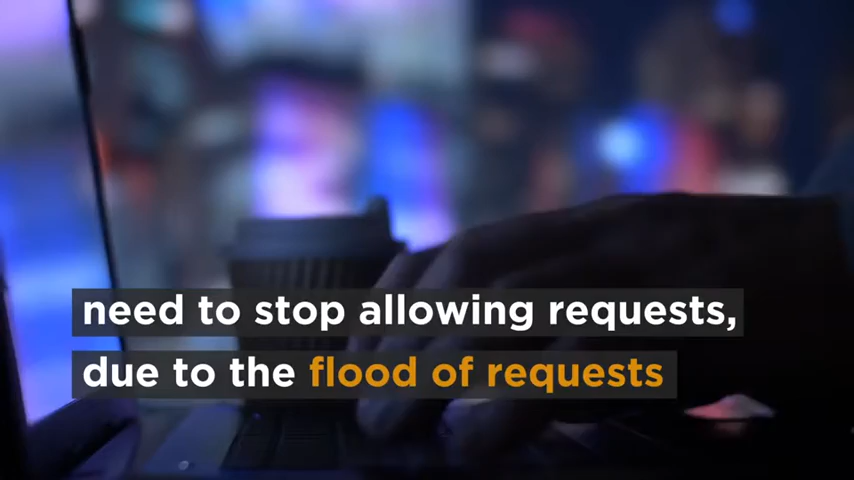 need to stop allowing requests,
due to the flood of requests